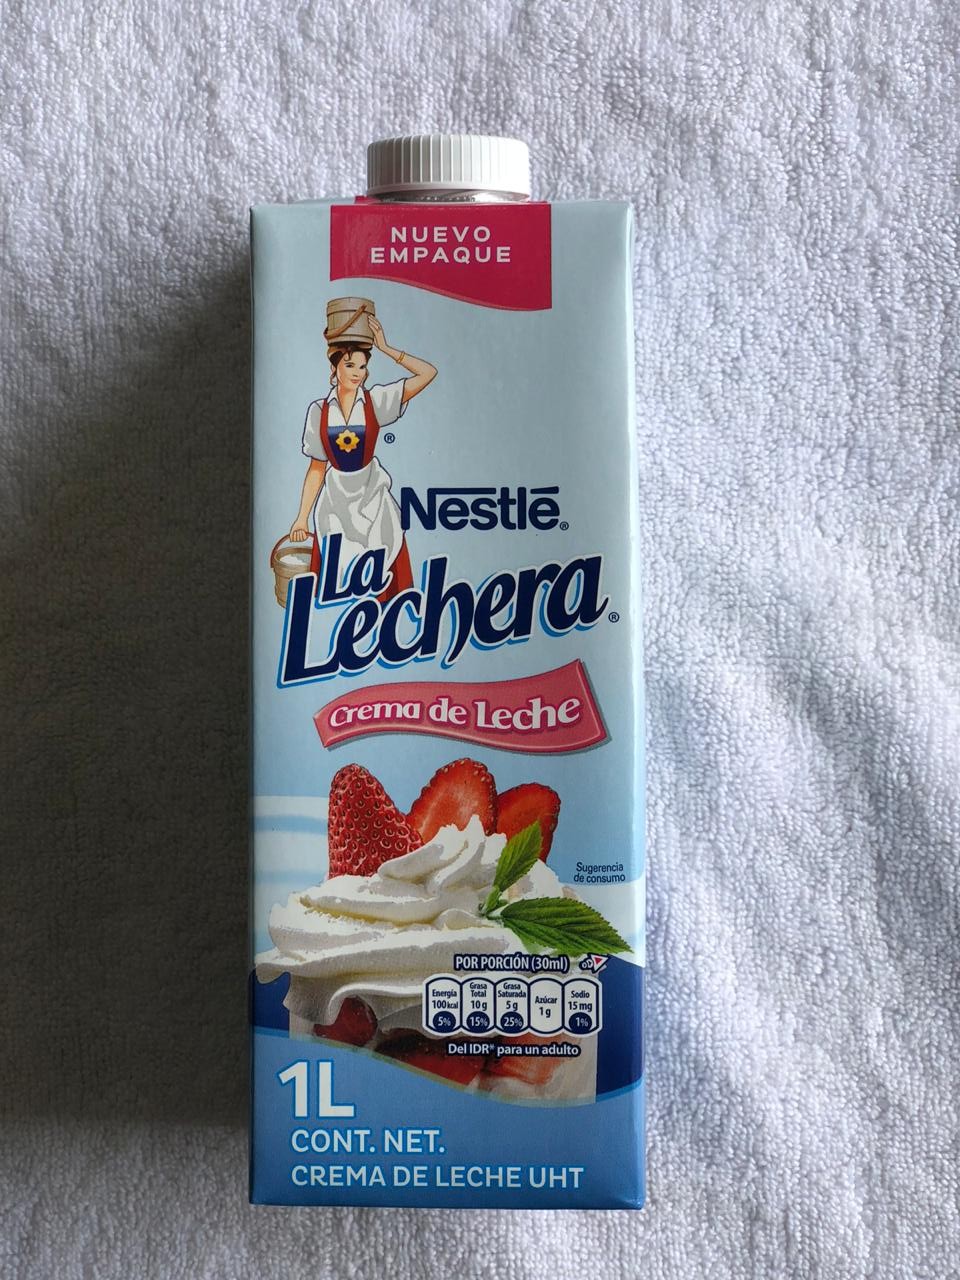 NUEVO
EMPAQUE
®
Nestlé®
La
Lechera®
Crema de Leche
Sugerencia
de consumo
POR PORCIÓN (30ml)
Energía 100kcal 5%
Grasa Total 10 g 15%
Grasa Saturada 5 g 25%
Azúcar 1 g
Sodio 15 mg 1%
Del IDR* para un adulto
1L
CONT. NET.
CREMA DE LECHE UHT